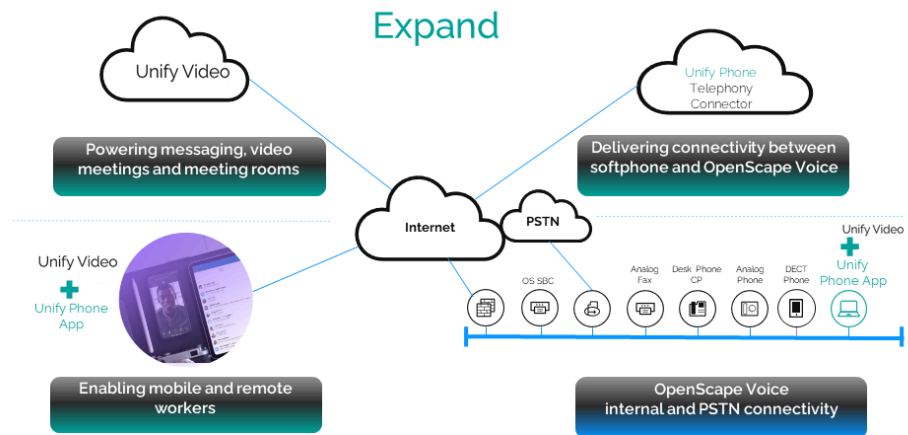 Expand
Unify Video
Unify Phone
Telephony
Connector
Powering messaging, video
meetings and meeting rooms
Delivering connectivity between
softphone and OpenScape Voice
Internet
PSTN
Unify Video
Unify Phone
App
OS SBC
Analog
Fax
Desk Phone
CP
Analog
Phone
DECT
Phone
Unify Video
Unify
Phone App
Enabling mobile and remote
workers
OpenScape Voice
internal and PSTN connectivity